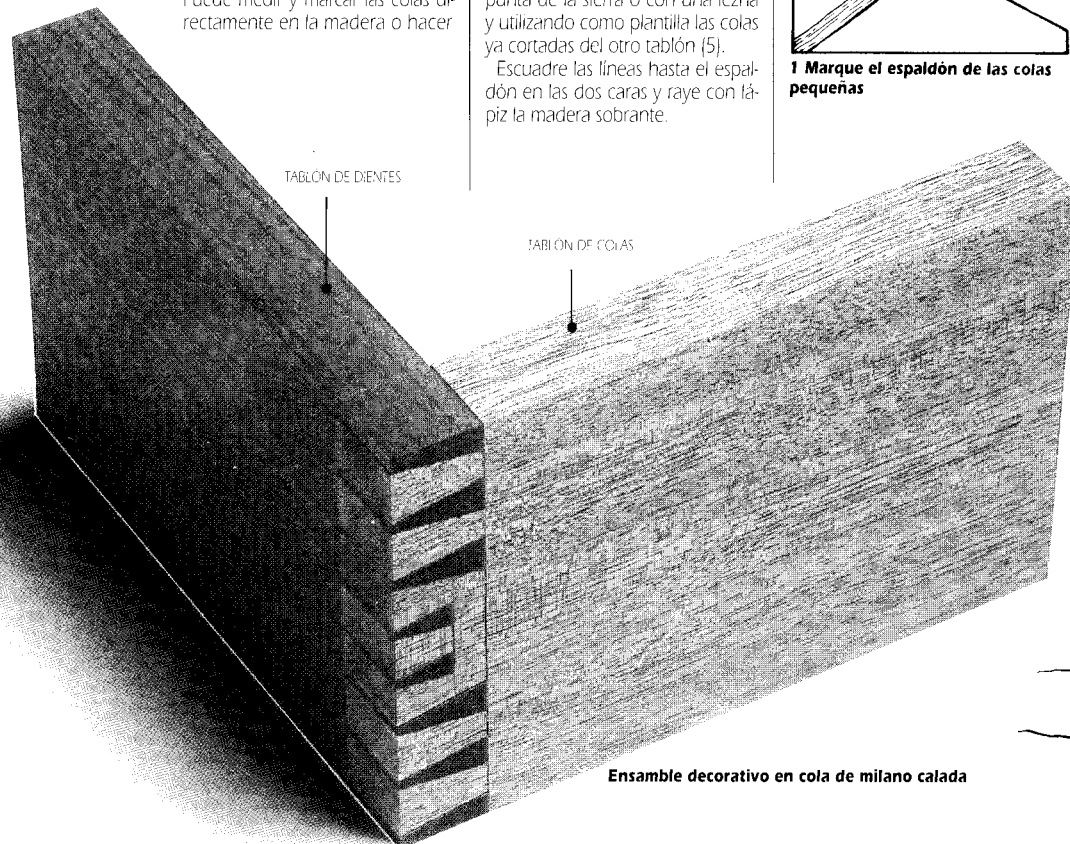 Puede medir y marcar las colas di-
rectamente en la madera o hacer
punta de la sierra o con una lezna
y utilizando como plantilla las colas
ya cortadas del otro tablón (5).
Escuadre las líneas hasta el espal-
dón en las dos caras y raye con lá-
piz la madera sobrante.
1 Marque el espaldón de las colas
pequeñas
TABLÓN DE DIENTES
TABLÓN DE COLAS
Ensamble decorativo en cola de milano calada